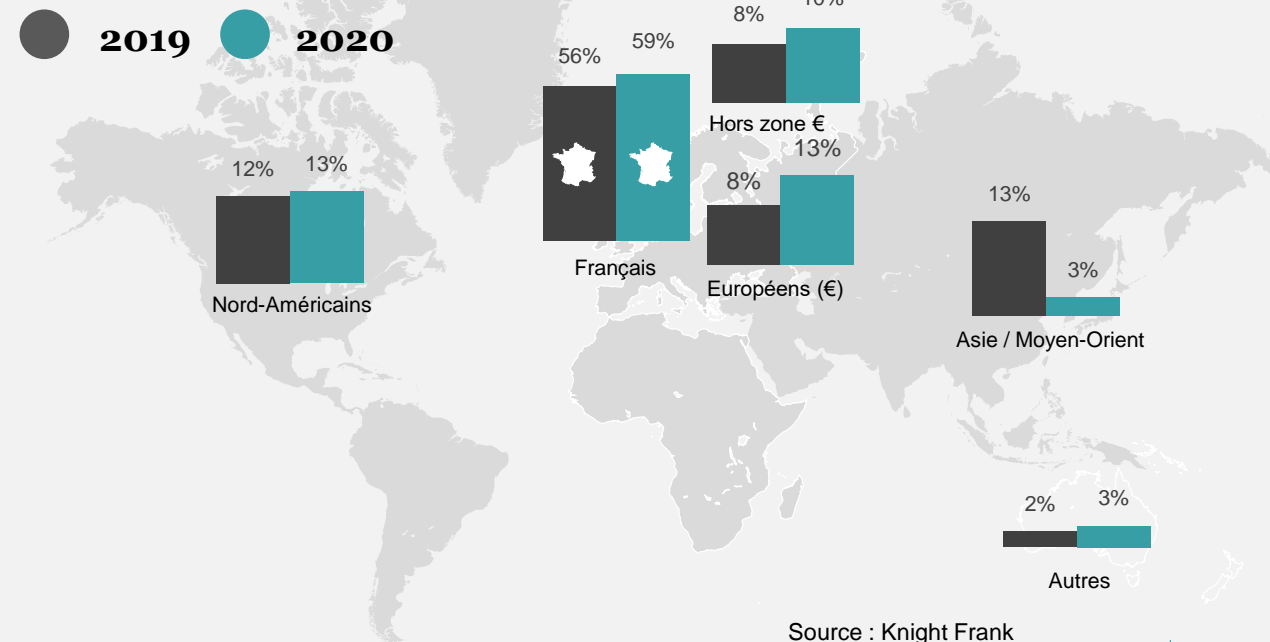 2019 2020
8%
56% 59%
Hors zone €
12% 13%
8% 13%
13%
3%
Français
Européens (€)
Nord-Américains
Asie / Moyen-Orient
2% 3%
Autres
Source : Knight Frank